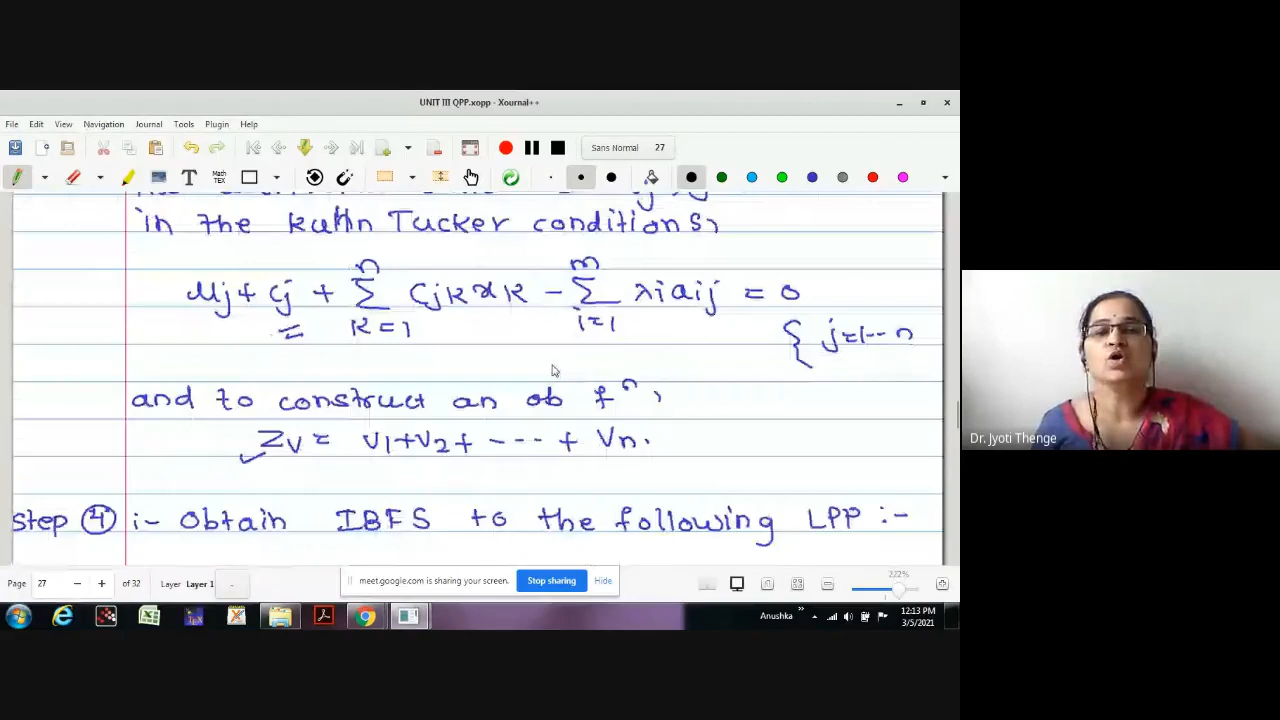 UNIT III QPP.xopp - Xournal++
File Edit View Navigation Journal Tools Plugin Help
Sans Normal 27
Math TEX
in the kuhn Tucker conditions,
μj + cj + n∑k=1 Cjk xk − m∑i=1 λi aij = 0
{ j=1--n
and to construct an ob fⁿ,
Zv = V1+V2+ ---- + Vn.
Step ④ :- Obtain IBFS to the following LPP :-
Page 27 of 32 Layer Layer 1
meet.google.com is sharing your screen. Stop sharing Hide
222%
Anushka
12:13 PM
3/5/2021
Dr. Jyoti Thenge